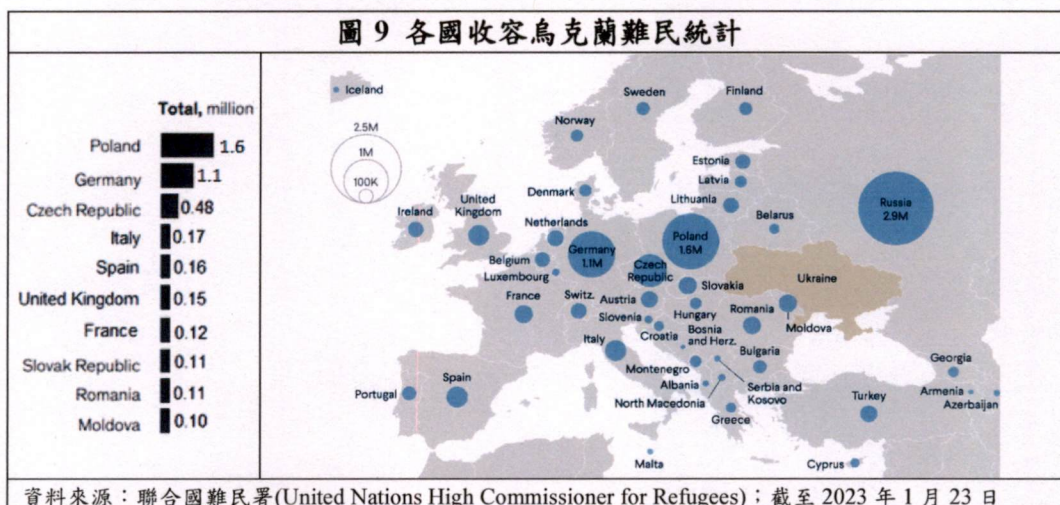 圖 9 各國收容烏克蘭難民統計
Total, million
Poland 1.6
Germany 1.1
Czech Republic 0.48
Italy 0.17
Spain 0.16
United Kingdom 0.15
France 0.12
Slovak Republic 0.11
Romania 0.11
Moldova 0.10
Iceland
2.5M
1M
100K
Sweden
Finland
Norway
Estonia
Latvia
Lithuania
Denmark
Belarus
Russia
2.9M
Ireland
United
Kingdom
Netherlands
Germany
1.1M
Poland
1.6M
Belgium
Luxembourg
Czech
Republic
Ukraine
Slovakia
France
Switz.
Austria
Hungary
Romania
Moldova
Slovenia
Croatia
Bosnia
and Herz.
Italy
Bulgaria
Montenegro
Albania
Serbia and
Kosovo
North Macedonia
Greece
Georgia
Armenia
Azerbaijan
Turkey
Portugal
Spain
Malta
Cyprus
資料來源：聯合國難民署(United Nations High Commissioner for Refugees)；截至 2023 年 1 月 23 日